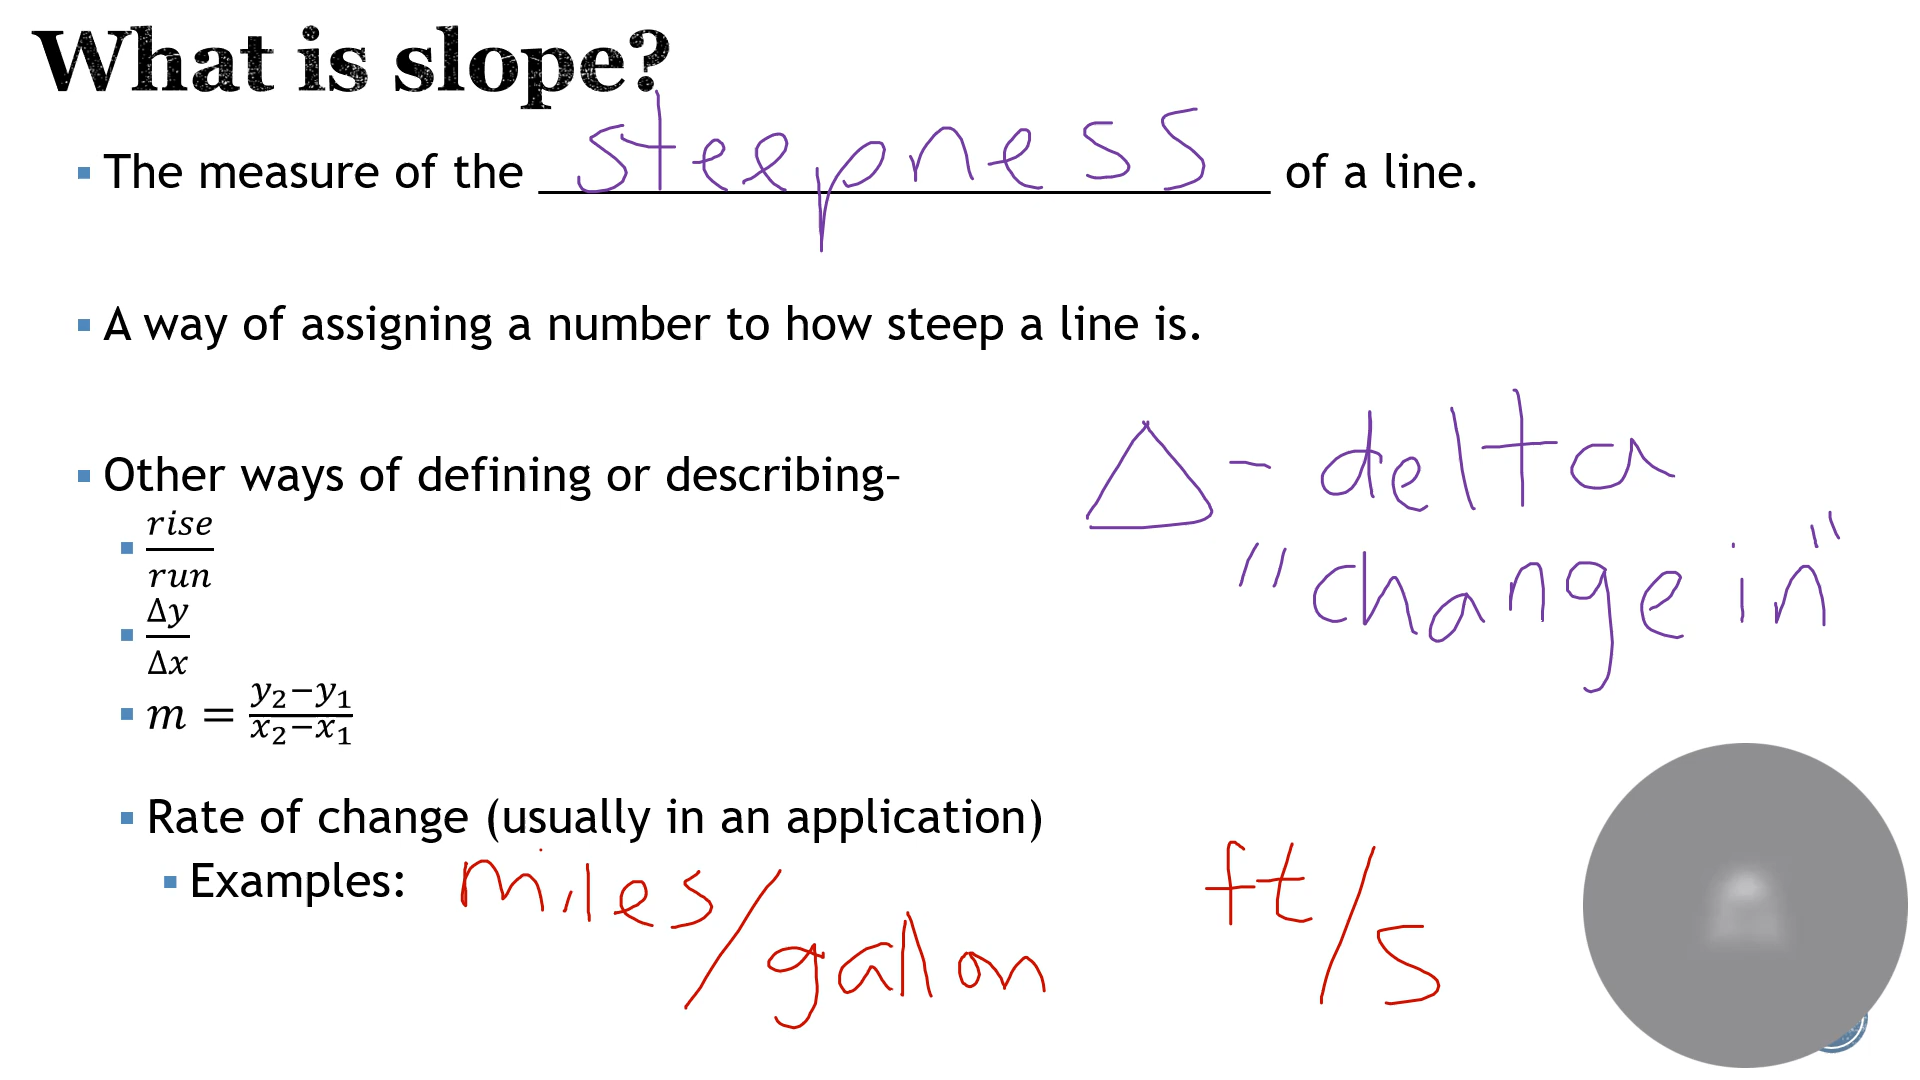 What is slope?
▪ The measure of the steepness of a line.
▪ A way of assigning a number to how steep a line is.
▪ Other ways of defining or describing–
Δ - delta
"change in"
▪ rise/run
▪ Δy/Δx
▪ m = y₂−y₁/x₂−x₁
▪ Rate of change (usually in an application)
▪ Examples: miles/gallon ft/s